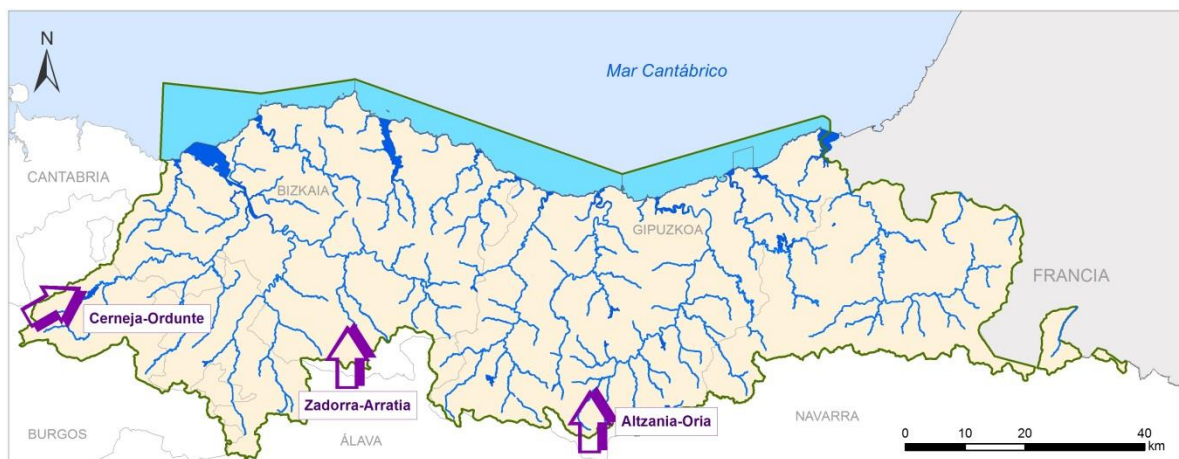 N
Mar Cantábrico
CANTABRIA
BIZKAIA
GIPUZKOA
FRANCIA
Cerneja-Ordunte
Zadorra-Arratia
Altzania-Oria
NAVARRA
BURGOS
ÁLAVA
0 10 20 40
km